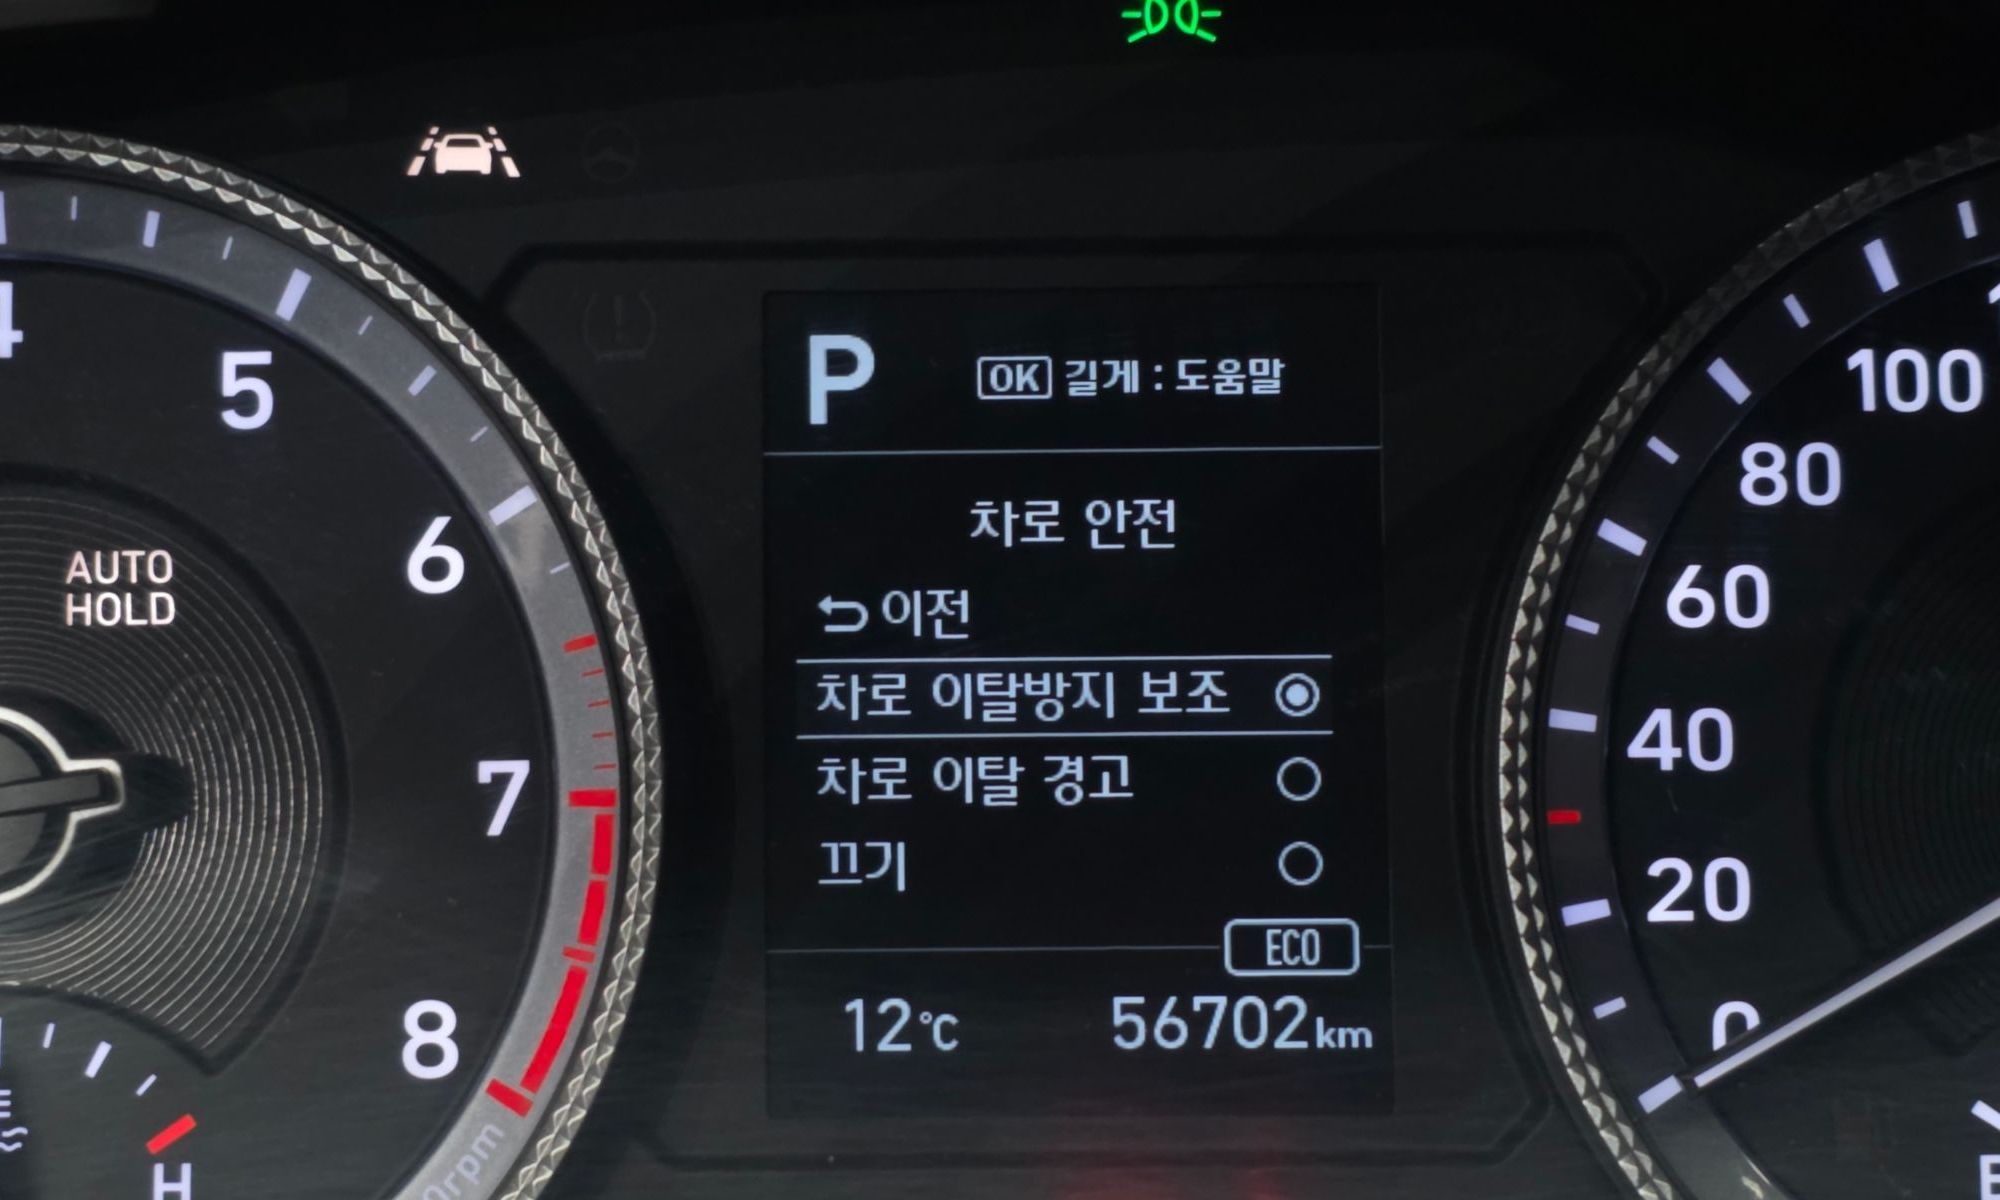 4
5
6
7
8
AUTO
HOLD
H
0rpm
P
OK 길게 : 도움말
차로 안전
이전
차로 이탈방지 보조
차로 이탈 경고
끄기
ECO
12℃ 56702km
100
80
60
40
20
0